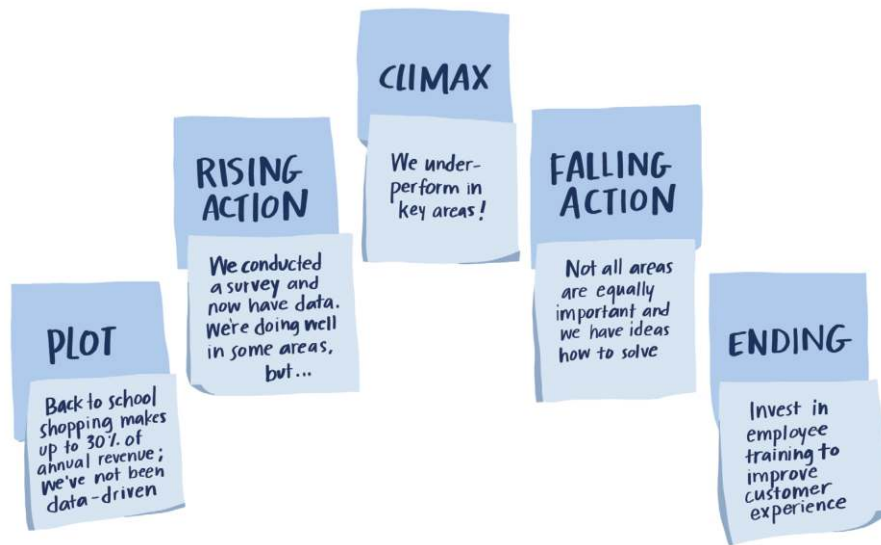 PLOT
Back to school
shopping makes
up to 30% of
annual revenue;
we've not been
data-driven
RISING
ACTION
We conducted
a survey and
now have data.
We're doing well
in some areas,
but...
CLIMAX
We under-
perform in
key areas!
FALLING
ACTION
Not all areas
are equally
important and
we have ideas
how to solve
ENDING
Invest in
employee
training to
improve
customer
experience